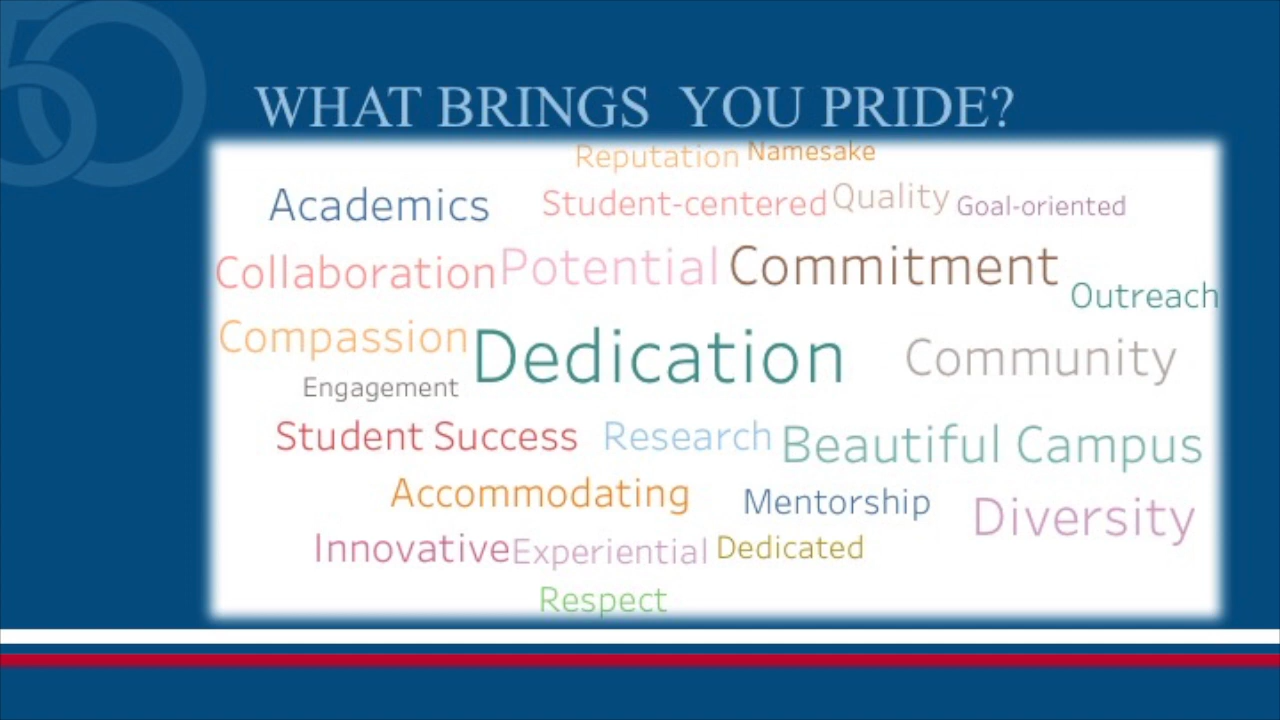 50
WHAT BRINGS YOU PRIDE?
Reputation Namesake
Academics Student-centered Quality Goal-oriented
Collaboration Potential Commitment
Outreach
Compassion Dedication Community
Engagement
Student Success Research Beautiful Campus
Accommodating Mentorship Diversity
Innovative Experiential Dedicated
Respect